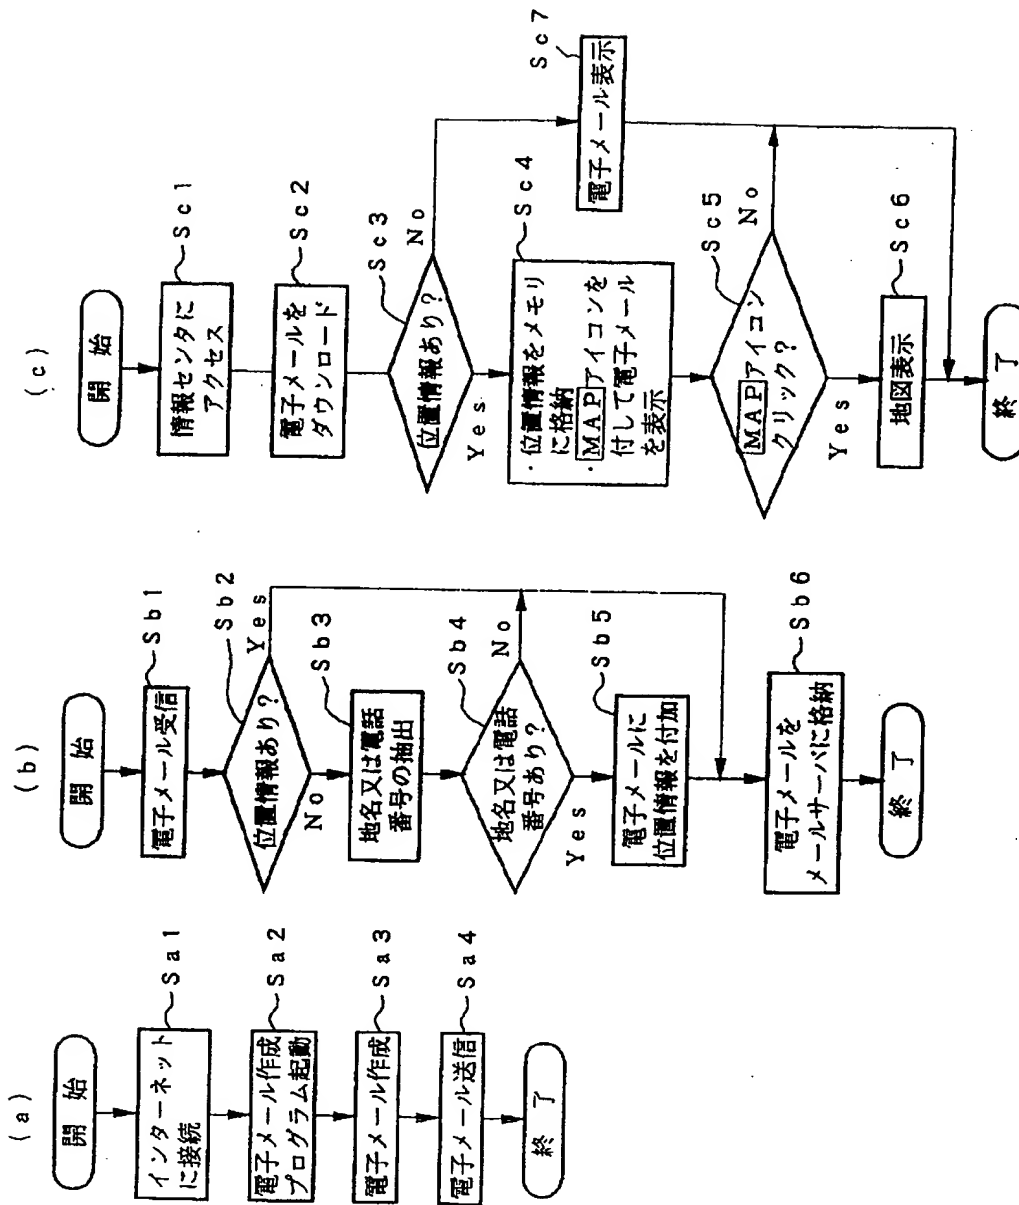 (a)
開 始
インターネット
に接続
Sa1
電子メール作成
プログラム起動
Sa2
電子メール作成
Sa3
電子メール送信
Sa4
終 了
(b)
開 始
電子メール受信
Sb1
位置情報あり?
Sb2
Yes
No
地名又は電話
番号の抽出
Sb3
地名又は電話
番号あり?
Sb4
No
Yes
電子メールに
位置情報を付加
Sb5
電子メールを
メールサーバに格納
Sb6
終 了
(c)
開 始
情報センタに
アクセス
Sc1
電子メールを
ダウンロード
Sc2
位置情報あり?
Sc3
No
Yes
・位置情報をメモリ
に格納
・MAPアイコンを
付して電子メール
を表示
Sc4
電子メール表示
Sc7
MAPアイコン
クリック?
Sc5
No
Yes
地図表示
Sc6
終 了